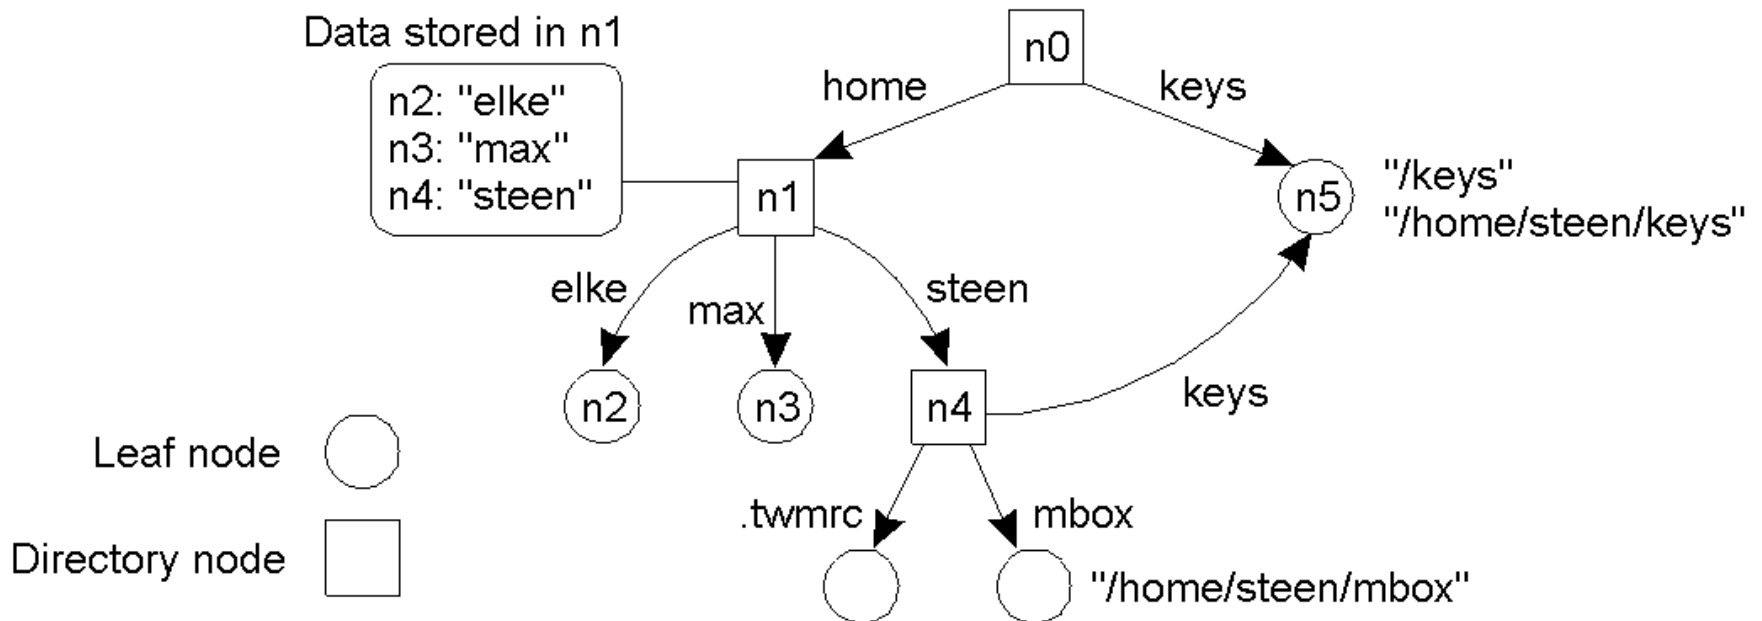 Data stored in n1
n2: "elke"
n3: "max"
n4: "steen"
n0
home
keys
n1
n5
"/keys"
"/home/steen/keys"
elke
max
steen
keys
n2
n3
n4
Leaf node
.twmrc
mbox
Directory node
"/home/steen/mbox"